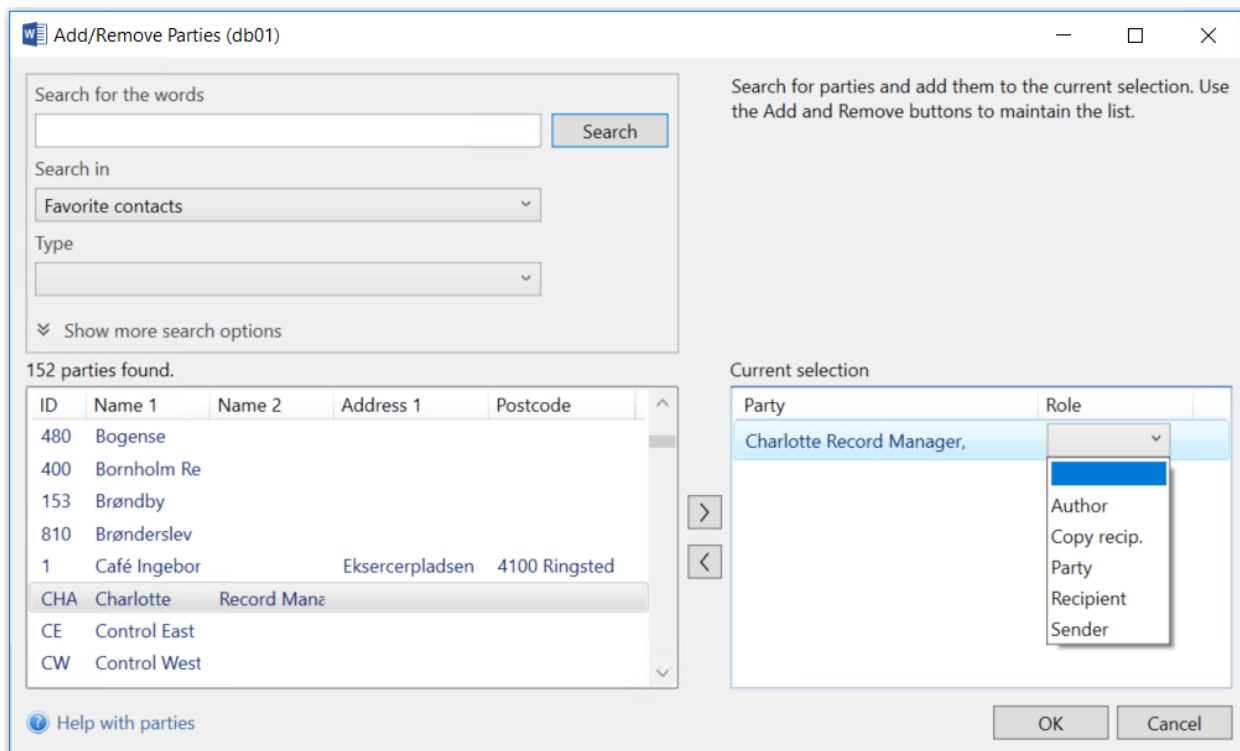 Add/Remove Parties (db01)
Search for the words
Search
Search in
Favorite contacts
Type
Show more search options
Search for parties and add them to the current selection. Use
the Add and Remove buttons to maintain the list.
152 parties found.
ID Name 1 Name 2 Address 1 Postcode
480 Bogense
400 Bornholm Re
153 Brøndby
810 Brønderslev
1 Café Ingebor Eksercerpladsen 4100 Ringsted
CHA Charlotte Record Mana
CE Control East
CW Control West
Current selection
Party Role
Charlotte Record Manager,
Author
Copy recip.
Party
Recipient
Sender
Help with parties
OK Cancel